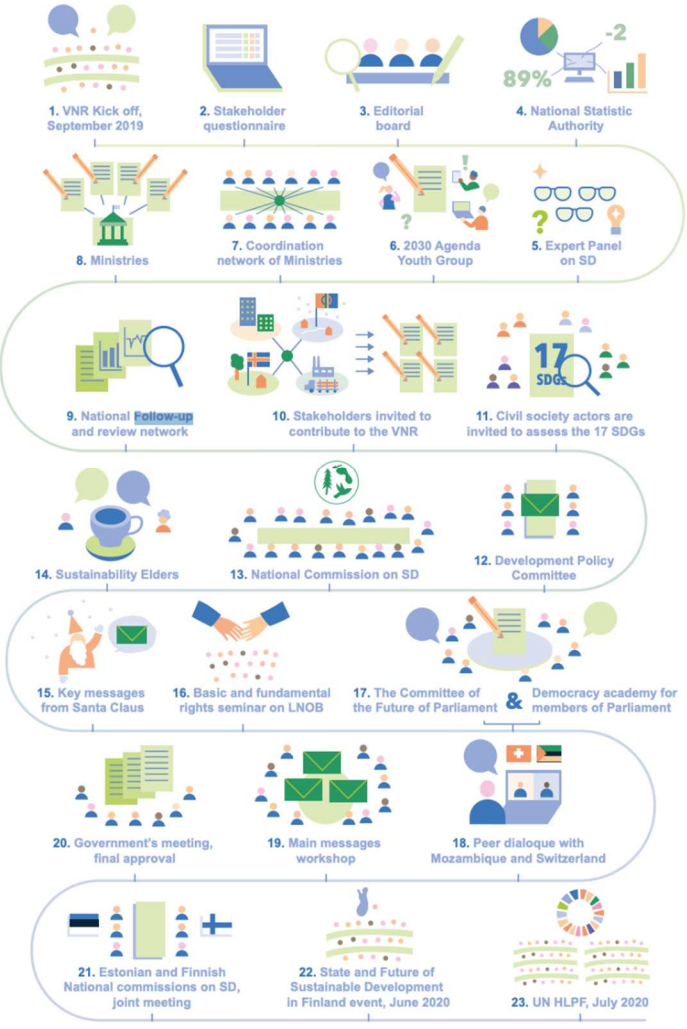 -2
89%
1. VNR Kick off,
September 2019
2. Stakeholder
questionnaire
3. Editorial
board
4. National Statistic
Authority
?
!
?
5. Expert Panel
on SD
6. 2030 Agenda
Youth Group
7. Coordination
network of Ministries
8. Ministries
9. National Follow-up
and review network
10. Stakeholders invited to
contribute to the VNR
17
SDGs
11. Civil society actors are
invited to assess the 17 SDGs
12. Development Policy
Committee
13. National Commission on SD
14. Sustainability Elders
15. Key messages
from Santa Claus
16. Basic and fundamental
rights seminar on LNOB
17. The Committee of
the Future of Parliament
&
Democracy academy for
members of Parliament
18. Peer dialogue with
Mozambique and Switzerland
19. Main messages
workshop
20. Government's meeting,
final approval
21. Estonian and Finnish
National commissions on SD,
joint meeting
22. State and Future of
Sustainable Development
in Finland event, June 2020
23. UN HLPF, July 2020